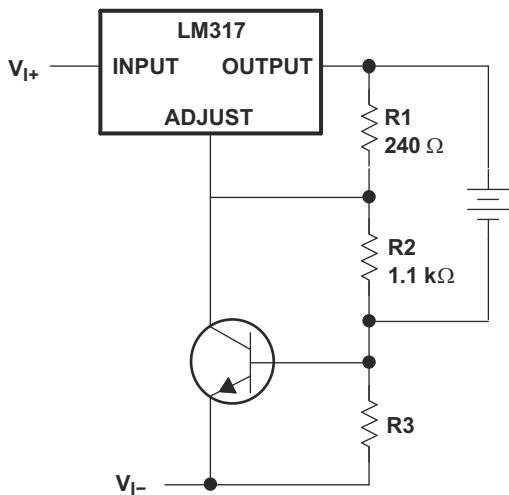 LM317
V_I+ INPUT OUTPUT
ADJUST
R1
240 Ω
R2
1.1 kΩ
R3
V_I−